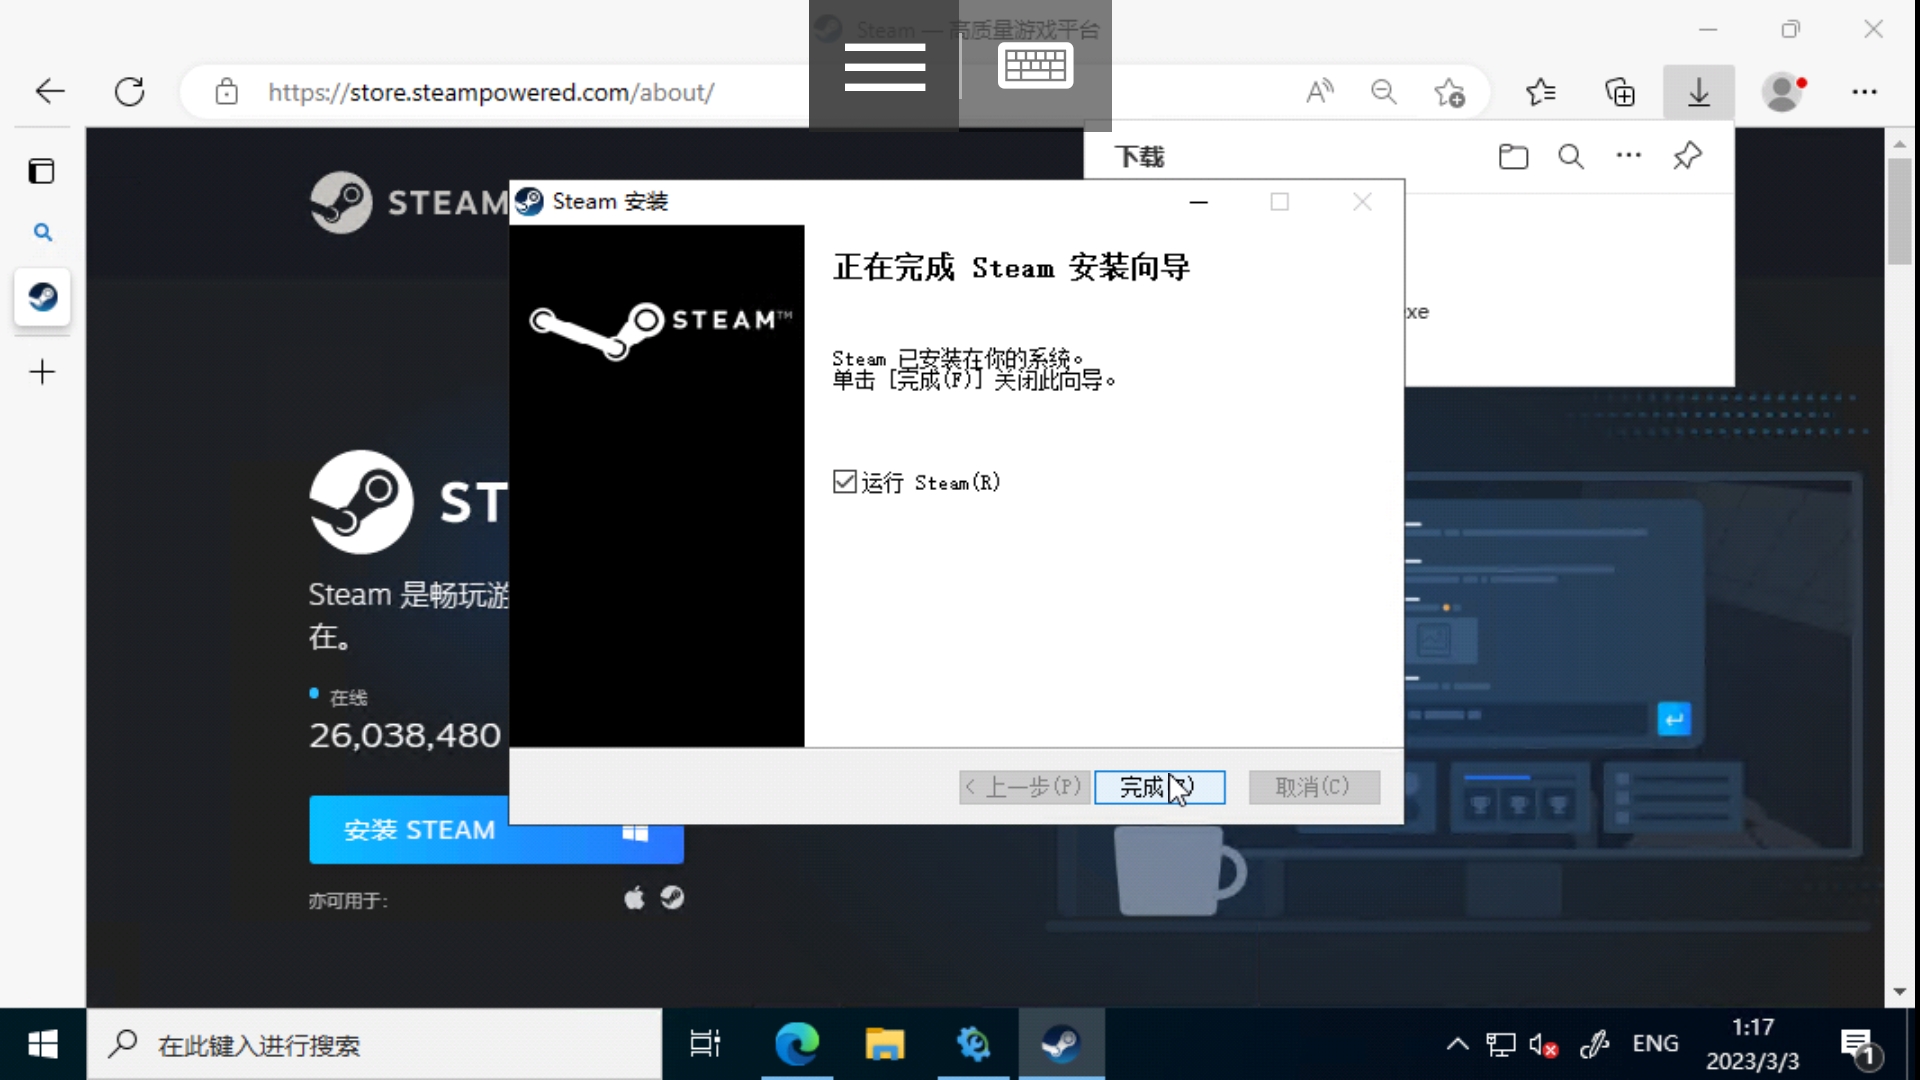 Steam — 高质量游戏平台
https://store.steampowered.com/about/
下载
STEAM
Steam 安装
正在完成 Steam 安装向导
STEAM™
xe
Steam 已安装在你的系统。
单击 [完成(F)] 关闭此向导。
运行 Steam(R)
ST
Steam 是畅玩游
在。
在线
26,038,480
< 上一步(P)
完成
取消(C)
安装 STEAM
亦可用于:
在此键入进行搜索
ENG
1:17
2023/3/3
1